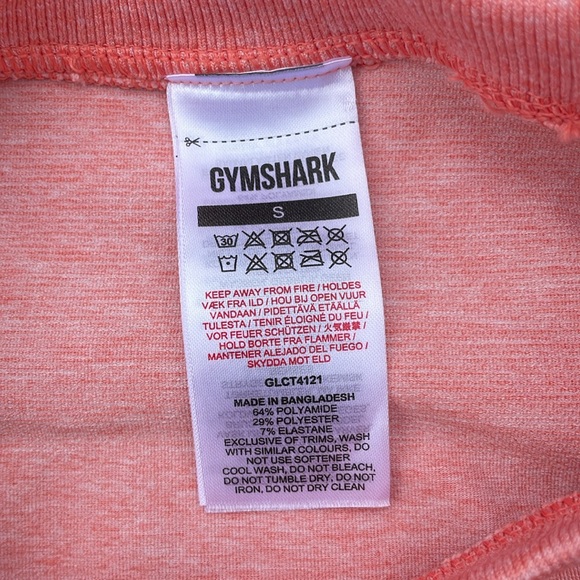 GYMSHARK
S
30
KEEP AWAY FROM FIRE / HOLDES
VÆK FRA ILD / HOU BIJ OPEN VUUR
VANDAAN / PIDETTÄVÄ ETÄÄLLÄ
TULESTA / TENIR ÉLOIGNÉ DU FEU /
VOR FEUER SCHÜTZEN / 火気厳禁 /
HOLD BORTE FRA FLAMMER /
MANTENER ALEJADO DEL FUEGO /
SKYDDA MOT ELD
GLCT4121
MADE IN BANGLADESH
64% POLYAMIDE
29% POLYESTER
7% ELASTANE
EXCLUSIVE OF TRIMS, WASH
WITH SIMILAR COLOURS, DO
NOT USE SOFTENER
COOL WASH, DO NOT BLEACH,
DO NOT TUMBLE DRY, DO NOT
IRON, DO NOT DRY CLEAN